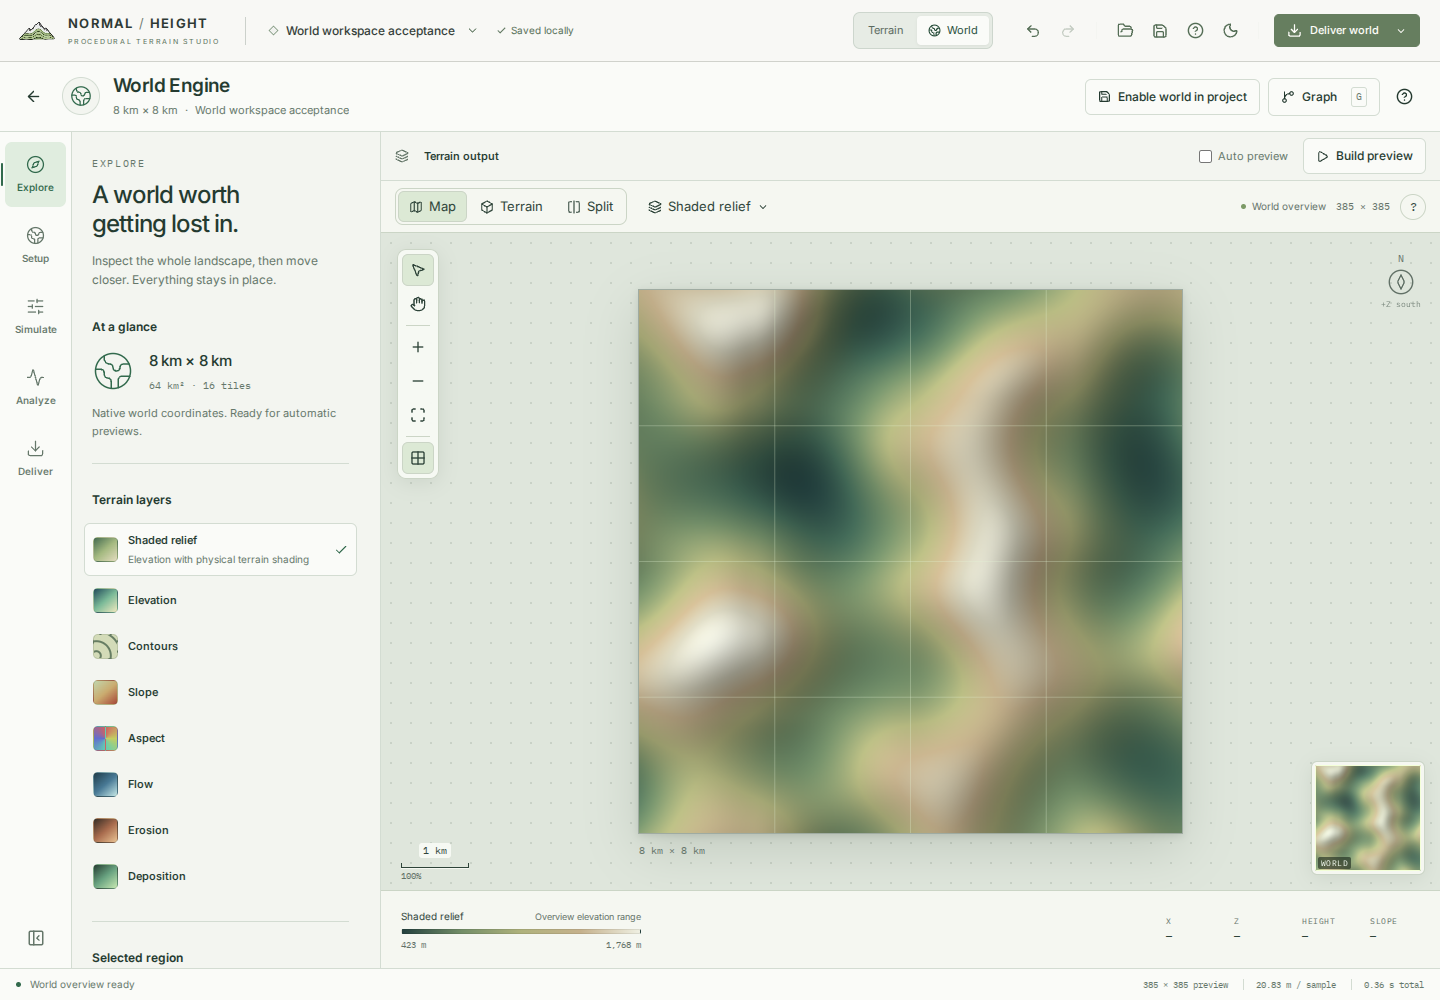 NORMAL / HEIGHT
PROCEDURAL TERRAIN STUDIO
World workspace acceptance
Saved locally
Terrain
World
Deliver world
World Engine
8 km × 8 km · World workspace acceptance
Enable world in project
Graph G
Explore
Setup
Simulate
Analyze
Deliver
EXPLORE
A world worth
getting lost in.
Inspect the whole landscape, then move
closer. Everything stays in place.
At a glance
8 km × 8 km
64 km² · 16 tiles
Native world coordinates. Ready for automatic
previews.
Terrain layers
Shaded relief
Elevation with physical terrain shading
Elevation
Contours
Slope
Aspect
Flow
Erosion
Deposition
Selected region
Terrain output
Auto preview
Build preview
Map
Terrain
Split
Shaded relief
World overview 385 × 385
?
N
+Z south
1 km
100%
8 km × 8 km
WORLD
Shaded relief
Overview elevation range
423 m
1,768 m
X
–
Z
–
HEIGHT
–
SLOPE
–
World overview ready
385 × 385 preview
20.83 m / sample
0.36 s total